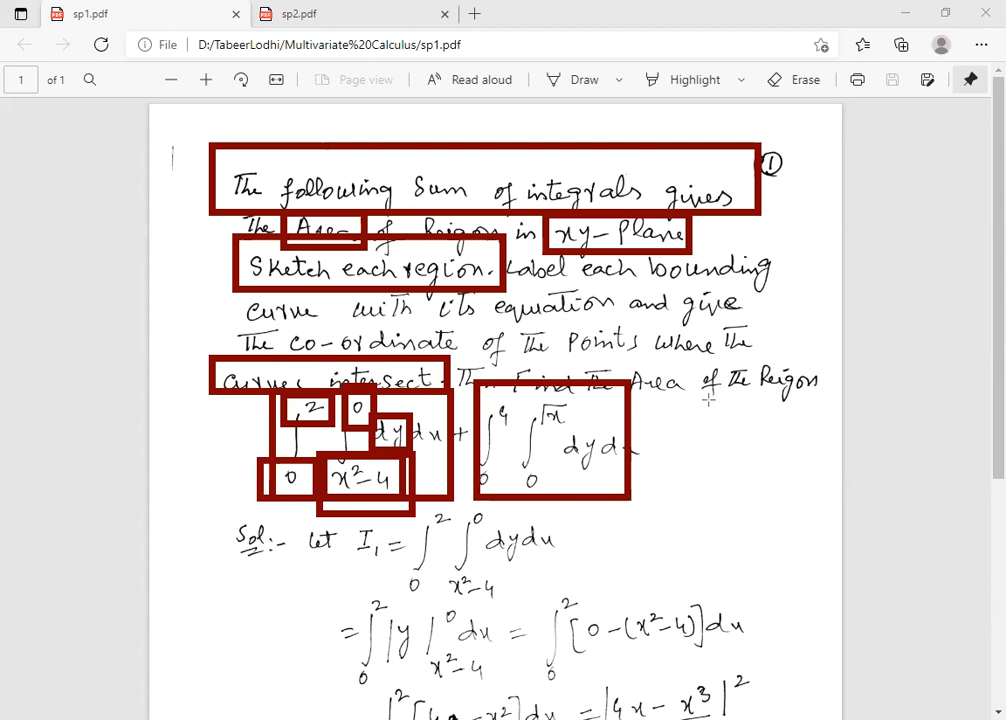 sp1.pdf
sp2.pdf
File D:/TabeerLodhi/Multivariate%20Calculus/sp1.pdf
1 of 1 Page view Read aloud Draw Highlight Erase
①
The following Sum of integrals gives
The Area of Reigon in xy-Plane
Sketch each region. Label each bounding
curve with its equation and give
The co-ordinate of The Points where The
curves intersect. Then Find The Area of The Reigon
∫₀² ∫_{x²-4}^0 dy dx + ∫₀⁴ ∫₀^{√x} dy dx
Sol:- let I₁ = ∫₀² ∫_{x²-4}^0 dy dx
= ∫₀² |y|_{x²-4}^0 dx = ∫₀² [0-(x²-4)] dx